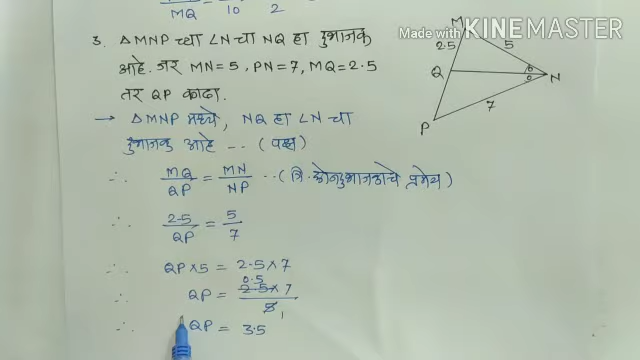 MQ 10 2
Made with KINEMASTER
3. △MNP च्या ∠N चा NQ हा दुभाजक
आहे. जर MN=5, PN=7, MQ=2.5
तर QP काढा.
→ △MNP मध्ये, NQ हा ∠N चा
दुभाजक आहे .. (पक्ष)
∴ MQ/QP = MN/NP ..(त्रि. कोनदुभाजकाचे प्रमेय)
∴ 2.5/QP = 5/7
∴ QP×5 = 2.5×7
0.5
∴ QP = 2.5×7/5 1
∴ QP = 3.5
M
2.5 5
Q N
7
P